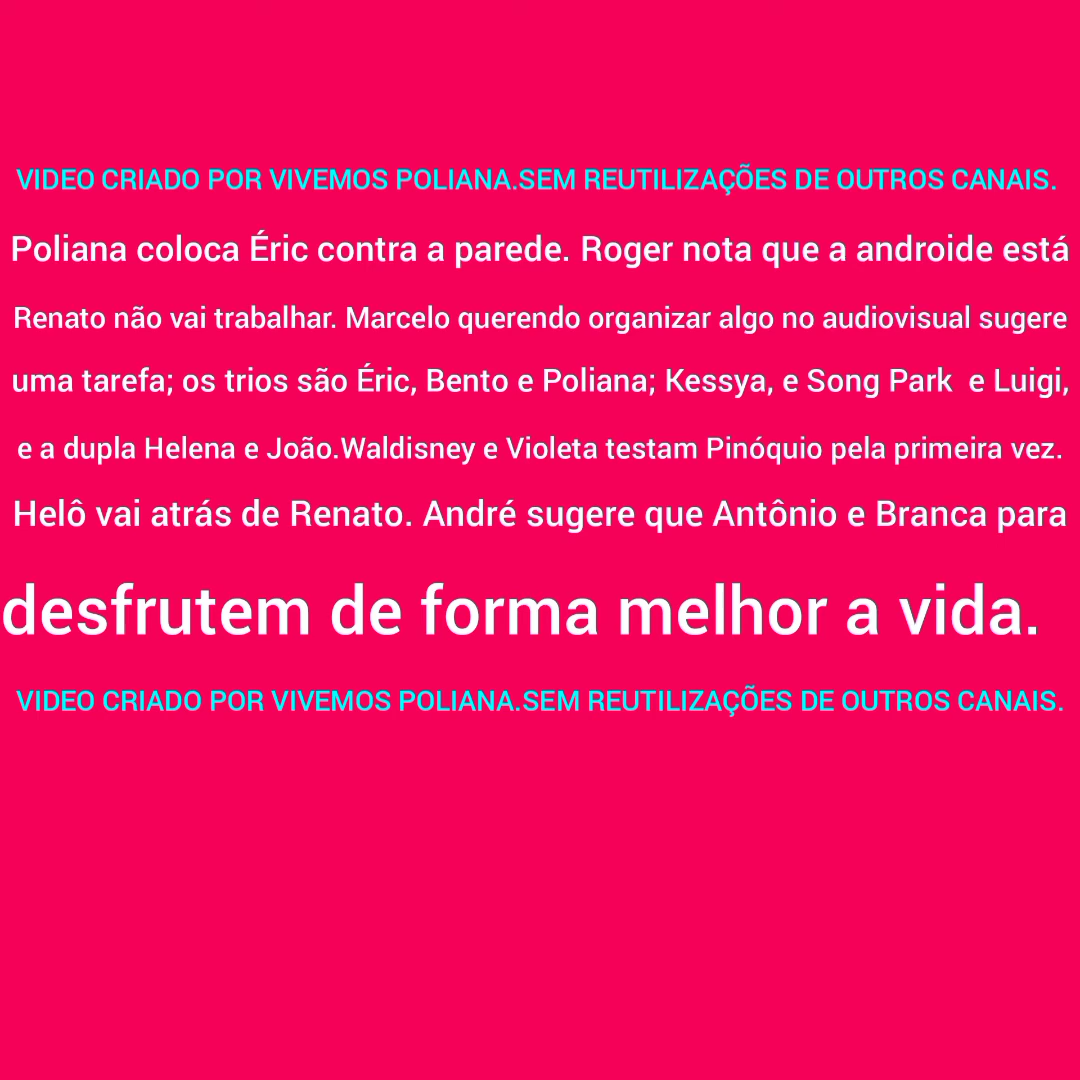 VIDEO CRIADO POR VIVEMOS POLIANA.SEM REUTILIZAÇÕES DE OUTROS CANAIS.
Poliana coloca Éric contra a parede. Roger nota que a androide está
Renato não vai trabalhar. Marcelo querendo organizar algo no audiovisual sugere
uma tarefa; os trios são Éric, Bento e Poliana; Kessya, e Song Park  e Luigi,
e a dupla Helena e João.Waldisney e Violeta testam Pinóquio pela primeira vez.
Helô vai atrás de Renato. André sugere que Antônio e Branca para
desfrutem de forma melhor a vida.
VIDEO CRIADO POR VIVEMOS POLIANA.SEM REUTILIZAÇÕES DE OUTROS CANAIS.